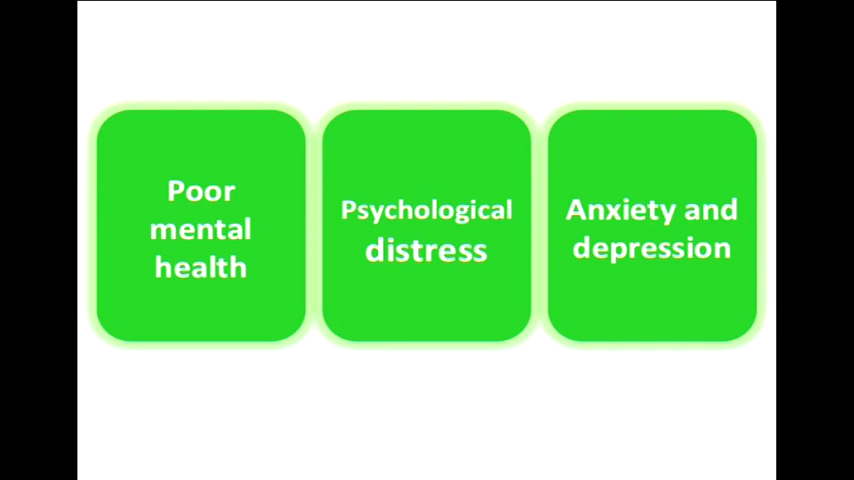 Poor
mental
health
Psychological
distress
Anxiety and
depression